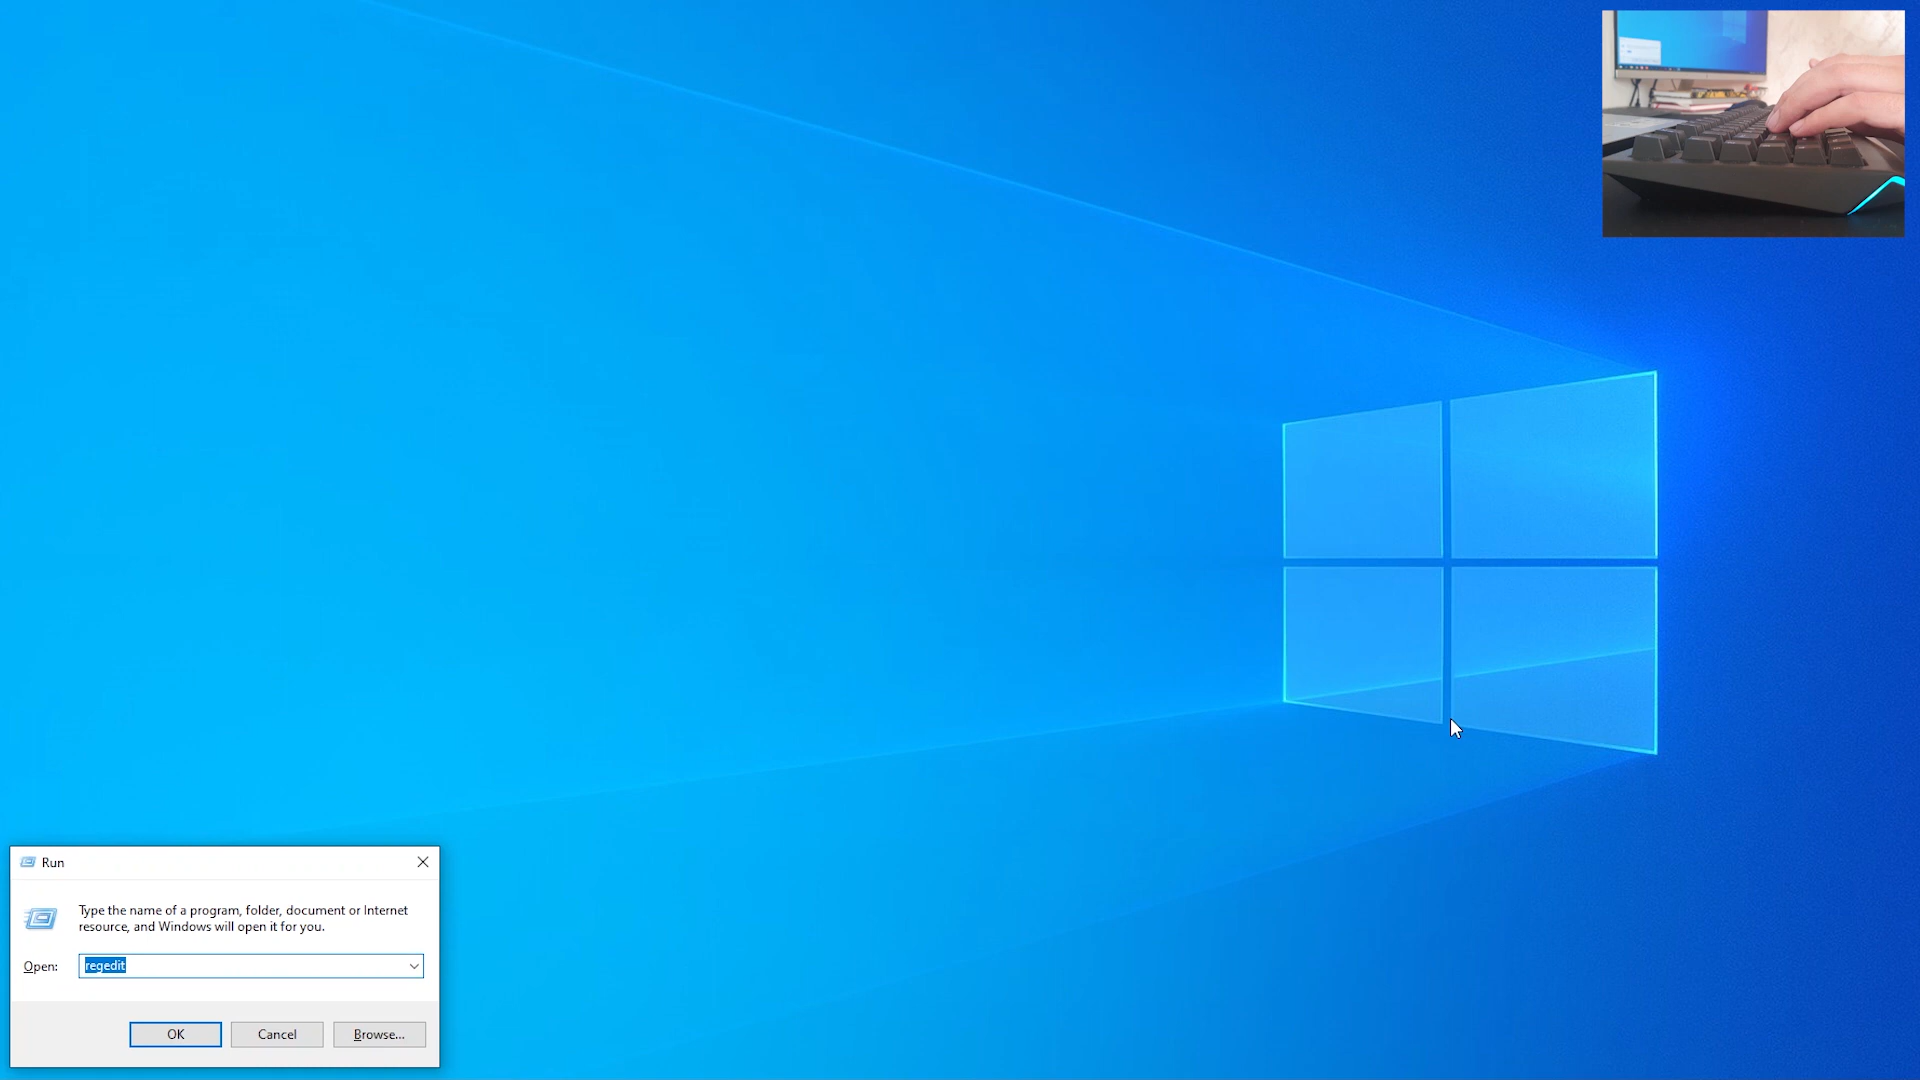 Run
Type the name of a program, folder, document or Internet
resource, and Windows will open it for you.
Open:
regedit
OK
Cancel
Browse...